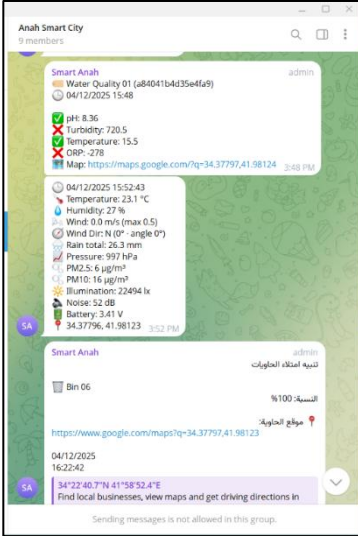 Anah Smart City
9 members
Smart Anah admin
Water Quality 01 (a84041b4d35e4fa9)
04/12/2025 15:48
pH: 8.36
Turbidity: 720.5
Temperature: 15.5
ORP: -278
Map: https://maps.google.com/?q=34.37797,41.98124 3:48 PM
04/12/2025 15:52:43
Temperature: 23.1 °C
Humidity: 27 %
Wind: 0.0 m/s (max 0.5)
Wind Dir: N (0° - angle 0°)
Rain total: 26.3 mm
Pressure: 997 hPa
PM2.5: 6 µg/m³
PM10: 16 µg/m³
Illumination: 22494 lx
Noise: 52 dB
Battery: 3.41 V
34.37796, 41.98123 3:52 PM
SA
Smart Anah admin
تنبيه امتلاء الحاويات
Bin 06
النسبة: 100%
موقع الحاوية:
https://www.google.com/maps?q=34.37797,41.98123
04/12/2025
16:22:42
34°22'40.7"N 41°58'52.4"E
Find local businesses, view maps and get driving directions in
SA
Sending messages is not allowed in this group.